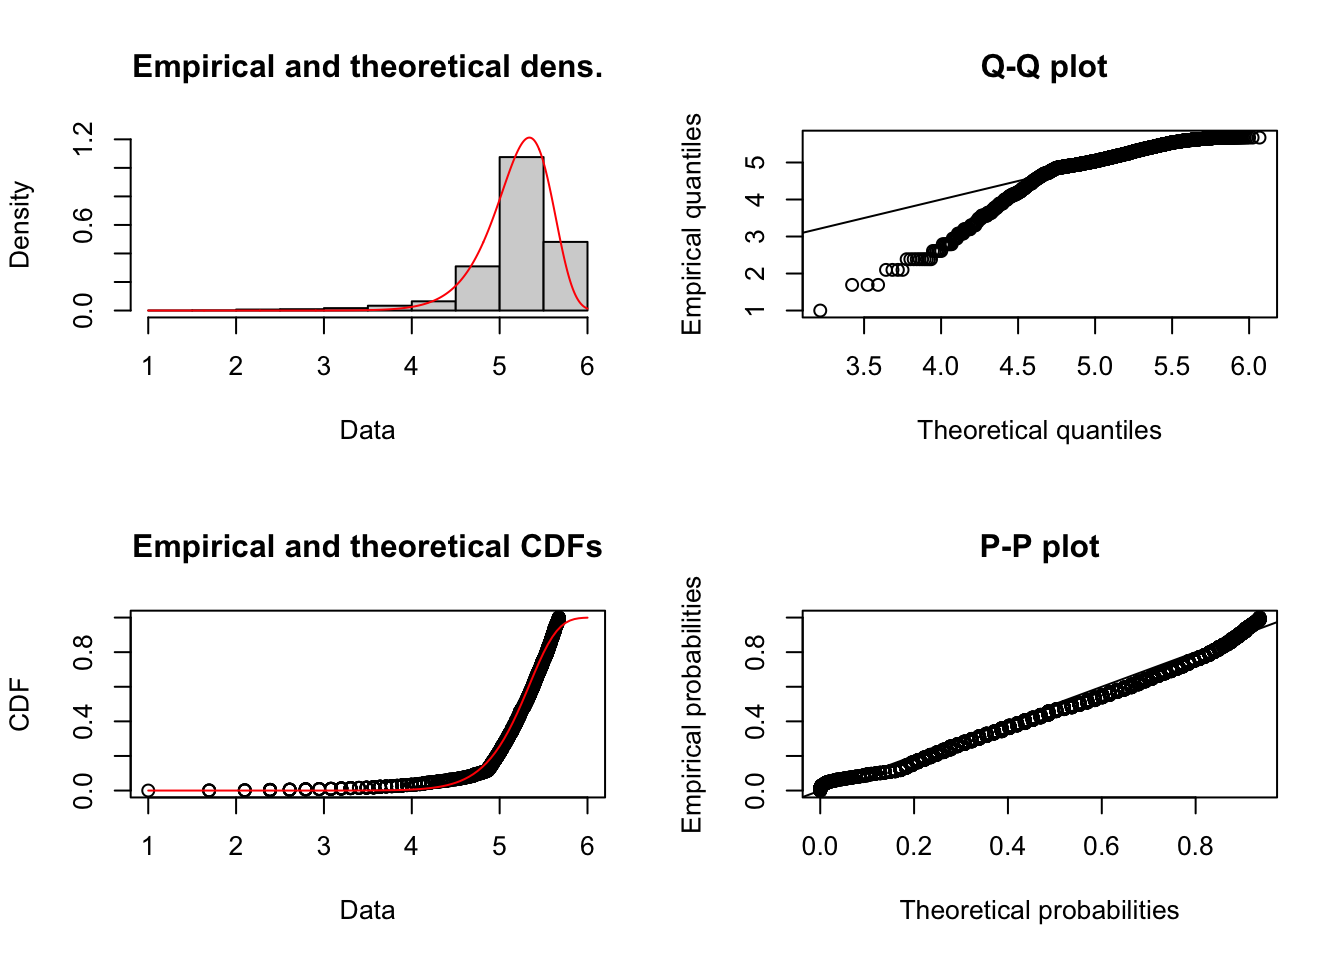 Empirical and theoretical dens.
Density
0.0 0.6 1.2
1 2 3 4 5 6
Data
Q-Q plot
Empirical quantiles
1 2 3 4 5
3.5 4.0 4.5 5.0 5.5 6.0
Theoretical quantiles
Empirical and theoretical CDFs
CDF
0.0 0.4 0.8
1 2 3 4 5 6
Data
P-P plot
Empirical probabilities
0.0 0.4 0.8
0.0 0.2 0.4 0.6 0.8
Theoretical probabilities